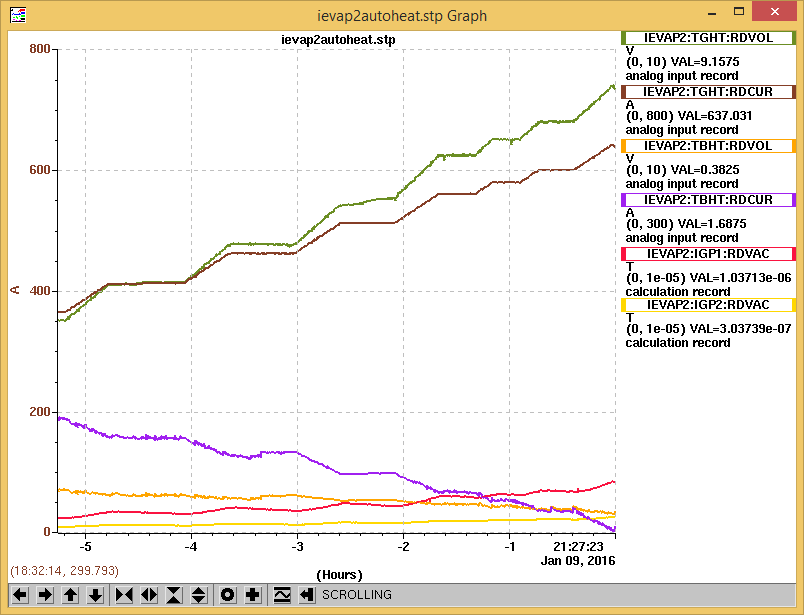 ievap2autoheat.stp Graph
ievap2autoheat.stp
800
600
400
200
0
A
-5
-4
-3
-2
-1
21:27:23
Jan 09, 2016
(Hours)
(18:32:14, 299.793)
IEVAP2:TGHT:RDVOL
V
(0, 10) VAL=9.1575
analog input record
IEVAP2:TGHT:RDCUR
A
(0, 800) VAL=637.031
analog input record
IEVAP2:TBHT:RDVOL
V
(0, 10) VAL=0.3825
analog input record
IEVAP2:TBHT:RDCUR
A
(0, 300) VAL=1.6875
analog input record
IEVAP2:IGP1:RDVAC
T
(0, 1e-05) VAL=1.03713e-06
calculation record
IEVAP2:IGP2:RDVAC
T
(0, 1e-05) VAL=3.03739e-07
calculation record
SCROLLING